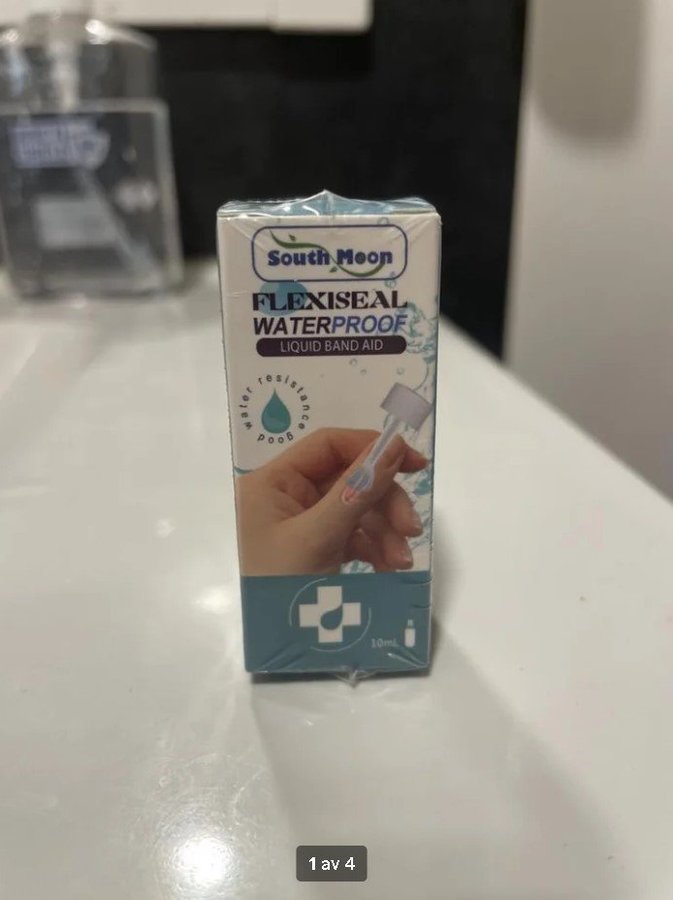 South Moon
FLEXISEAL
WATERPROOF
LIQUID BAND AID
water resistance good
10mL
1 av 4